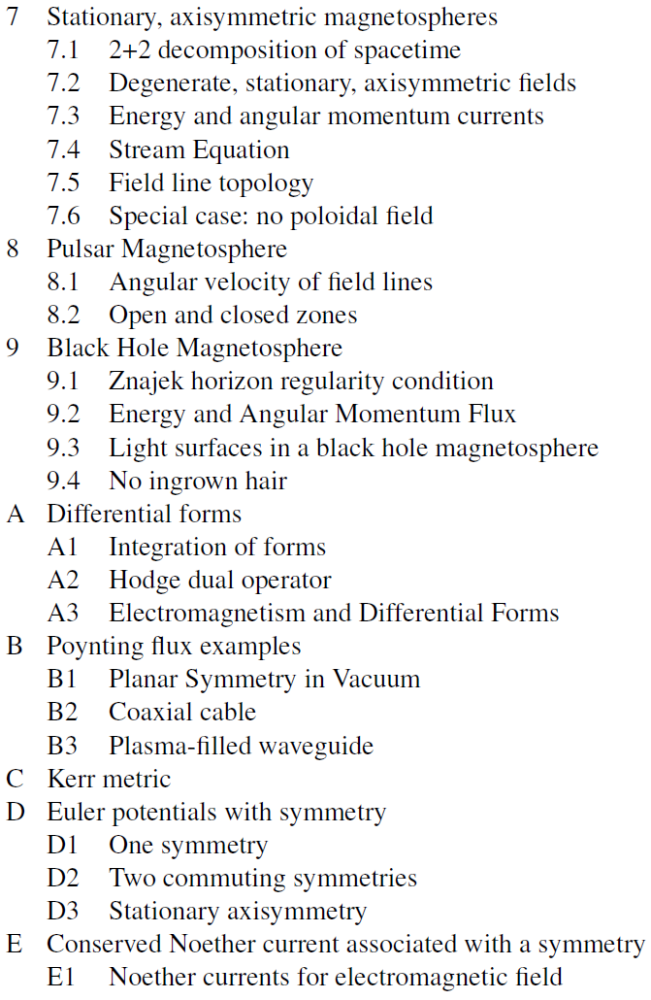 7 Stationary, axisymmetric magnetospheres
7.1 2+2 decomposition of spacetime
7.2 Degenerate, stationary, axisymmetric fields
7.3 Energy and angular momentum currents
7.4 Stream Equation
7.5 Field line topology
7.6 Special case: no poloidal field
8 Pulsar Magnetosphere
8.1 Angular velocity of field lines
8.2 Open and closed zones
9 Black Hole Magnetosphere
9.1 Znajek horizon regularity condition
9.2 Energy and Angular Momentum Flux
9.3 Light surfaces in a black hole magnetosphere
9.4 No ingrown hair
A Differential forms
A1 Integration of forms
A2 Hodge dual operator
A3 Electromagnetism and Differential Forms
B Poynting flux examples
B1 Planar Symmetry in Vacuum
B2 Coaxial cable
B3 Plasma-filled waveguide
C Kerr metric
D Euler potentials with symmetry
D1 One symmetry
D2 Two commuting symmetries
D3 Stationary axisymmetry
E Conserved Noether current associated with a symmetry
E1 Noether currents for electromagnetic field